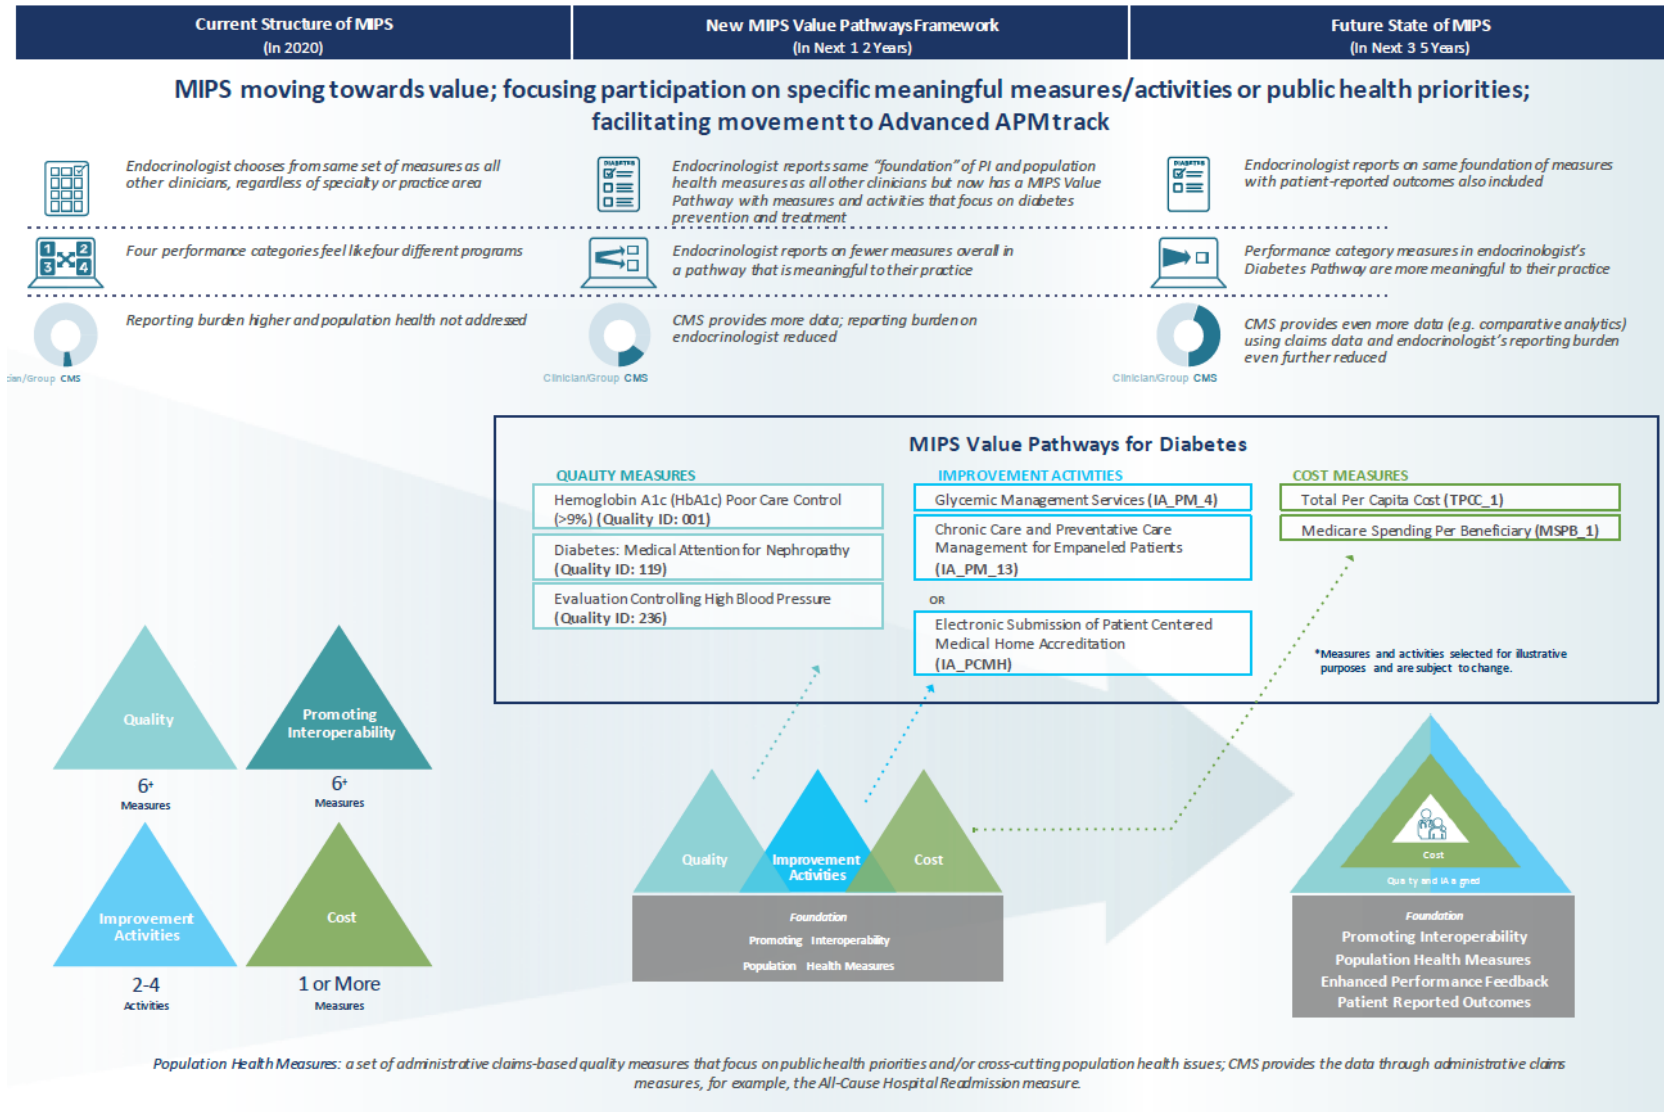 Current Structure of MIPS
(In 2020)
New MIPS Value Pathways Framework
(In Next 1 2 Years)
Future State of MIPS
(In Next 3 5 Years)
MIPS moving towards value; focusing participation on specific meaningful measures/activities or public health priorities;
facilitating movement to Advanced APM track
Endocrinologist chooses from same set of measures as all
other clinicians, regardless of specialty or practice area
DIABETES
Endocrinologist reports same “foundation” of PI and population
health measures as all other clinicians but now has a MIPS Value
Pathway with measures and activities that focus on diabetes
prevention and treatment
DIABETES
Endocrinologist reports on same foundation of measures
with patient-reported outcomes also included
1 2
3 4
Four performance categories feel like four different programs
Endocrinologist reports on fewer measures overall in
a pathway that is meaningful to their practice
Performance category measures in endocrinologist’s
Diabetes Pathway are more meaningful to their practice
Reporting burden higher and population health not addressed
cian/Group CMS
CMS provides more data; reporting burden on
endocrinologist reduced
Clinician/Group CMS
CMS provides even more data (e.g. comparative analytics)
using claims data and endocrinologist’s reporting burden
even further reduced
Clinician/Group CMS
MIPS Value Pathways for Diabetes
QUALITY MEASURES
Hemoglobin A1c (HbA1c) Poor Care Control
(>9%) (Quality ID: 001)
Diabetes: Medical Attention for Nephropathy
(Quality ID: 119)
Evaluation Controlling High Blood Pressure
(Quality ID: 236)
IMPROVEMENT ACTIVITIES
Glycemic Management Services (IA_PM_4)
Chronic Care and Preventative Care
Management for Empaneled Patients
(IA_PM_13)
OR
Electronic Submission of Patient Centered
Medical Home Accreditation
(IA_PCMH)
COST MEASURES
Total Per Capita Cost (TPCC_1)
Medicare Spending Per Beneficiary (MSPB_1)
*Measures and activities selected for illustrative
purposes and are subject to change.
Quality
6+
Measures
Promoting
Interoperability
6+
Measures
Improvement
Activities
2-4
Activities
Cost
1 or More
Measures
Quality
Improvement
Activities
Cost
Foundation
Promoting Interoperability
Population Health Measures
Cost
Quality and IA aligned
Foundation
Promoting Interoperability
Population Health Measures
Enhanced Performance Feedback
Patient Reported Outcomes
Population Health Measures: a set of administrative claims-based quality measures that focus on public health priorities and/or cross-cutting population health issues; CMS provides the data through administrative claims
measures, for example, the All-Cause Hospital Readmission measure.